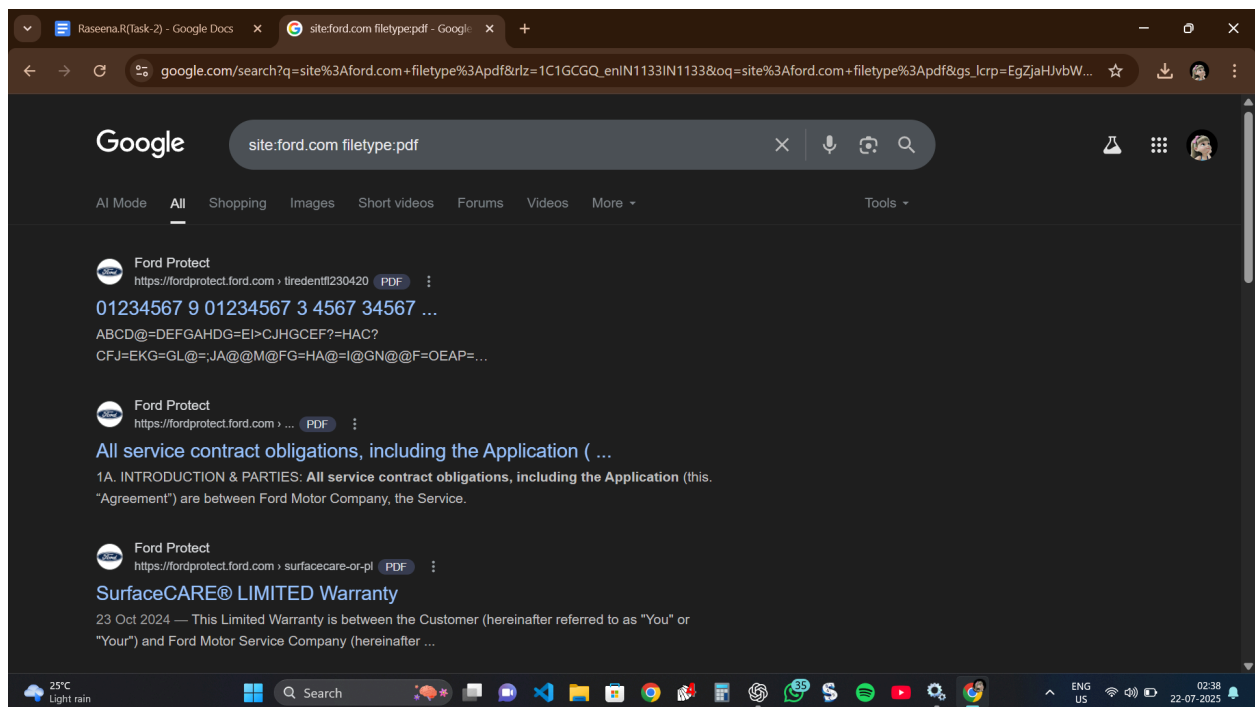 Raseena.R(Task-2) - Google Docs
site:ford.com filetype:pdf - Google
google.com/search?q=site%3Aford.com+filetype%3Apdf&rlz=1C1GCGQ_enIN1133IN1133&oq=site%3Aford.com+filetype%3Apdf&gs_lcrp=EgZjaHJvbW...
Google
site:ford.com filetype:pdf
AI Mode All Shopping Images Short videos Forums Videos More Tools
Ford Protect
https://fordprotect.ford.com › tiredentfl230420 PDF
01234567 9 01234567 3 4567 34567 ...
ABCD@=DEFGAHDG=EI>CJHGCEF?=HAC?
CFJ=EKG=GL@=;JA@@M@FG=HA@=I@GN@@F=OEAP=…
Ford Protect
https://fordprotect.ford.com › ... PDF
All service contract obligations, including the Application ( ...
1A. INTRODUCTION & PARTIES: All service contract obligations, including the Application (this.
“Agreement”) are between Ford Motor Company, the Service.
Ford Protect
https://fordprotect.ford.com › surfacecare-or-pl PDF
SurfaceCARE® LIMITED Warranty
23 Oct 2024 — This Limited Warranty is between the Customer (hereinafter referred to as "You" or
"Your") and Ford Motor Service Company (hereinafter ...
25°C
Light rain
Search
35
ENG
US
02:38
22-07-2025